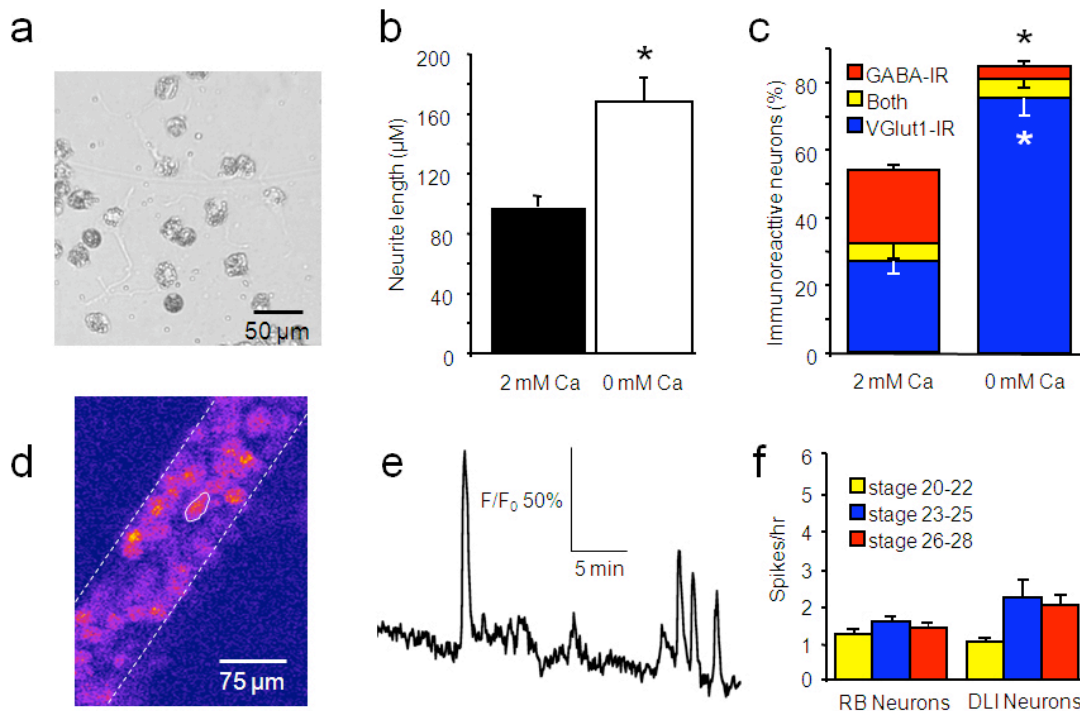 a
50 µm
b
Neurite length (µM)
200
160
120
80
40
0
*
2 mM Ca
0 mM Ca
c
Immunoreacttive neurons (%)
80
60
40
20
0
GABA-IR
Both
VGlut1-IR
*
*
2 mM Ca
0 mM Ca
d
75 µm
e
F/F0 50%
5 min
f
Spikes/hr
6
5
4
3
2
1
0
stage 20-22
stage 23-25
stage 26-28
RB Neurons
DLI Neurons